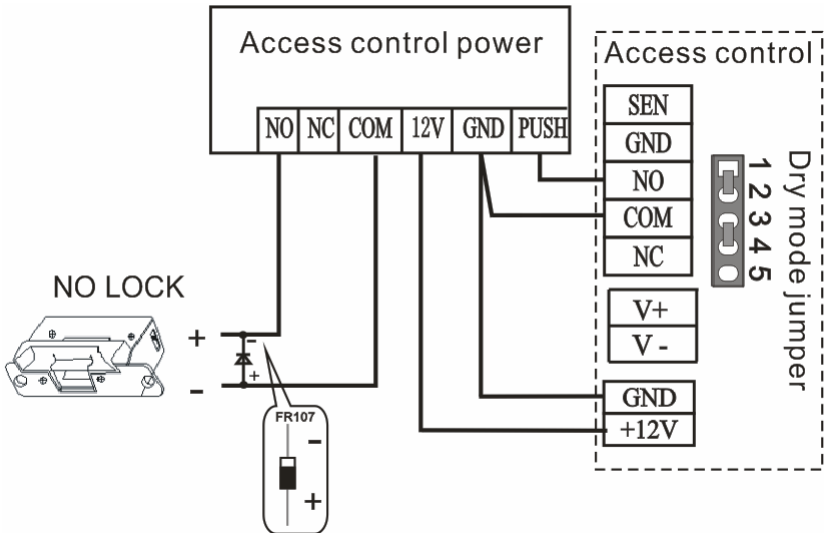 Access control power
NO NC COM 12V GND PUSH
Access control
SEN
GND
NO
COM
NC
V+
V -
GND
+12V
1 2 3 4 5
Dry mode jumper
NO LOCK
+
-
-
+
FR107
-
+